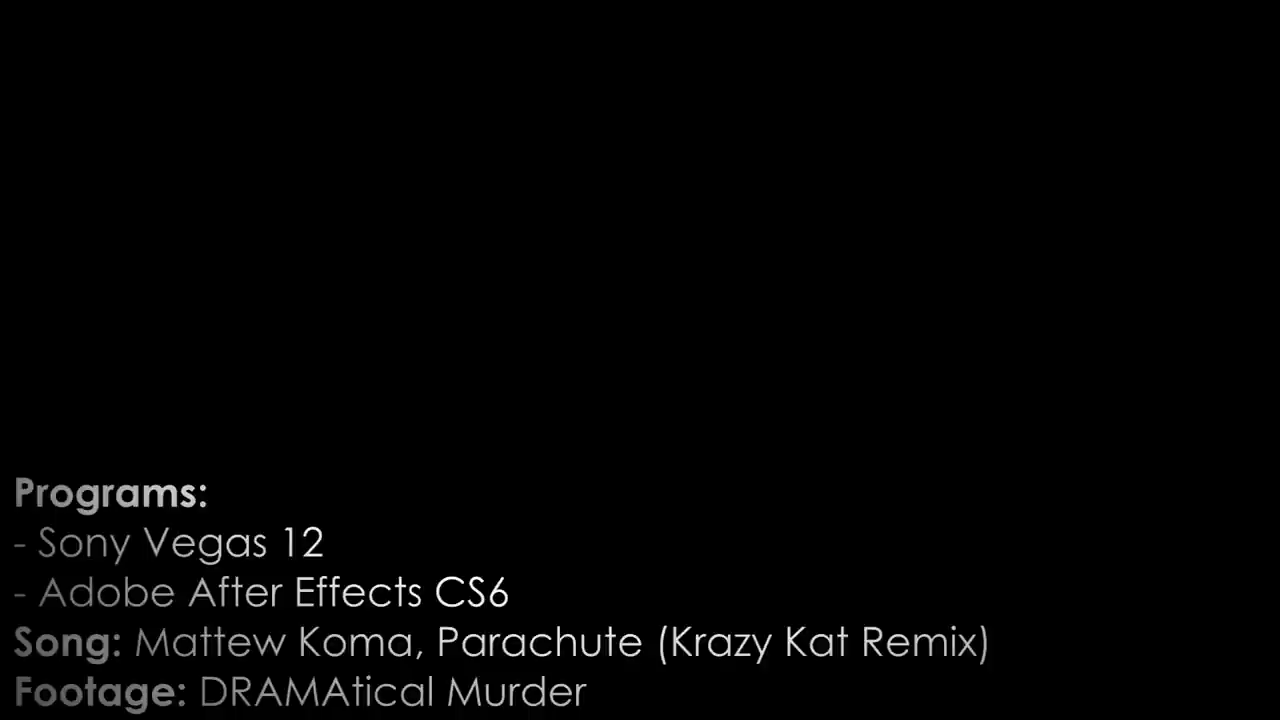 Programs:
- Sony Vegas 12
- Adobe After Effects CS6
Song: Mattew Koma, Parachute (Krazy Kat Remix)
Footage: DRAMAtical Murder